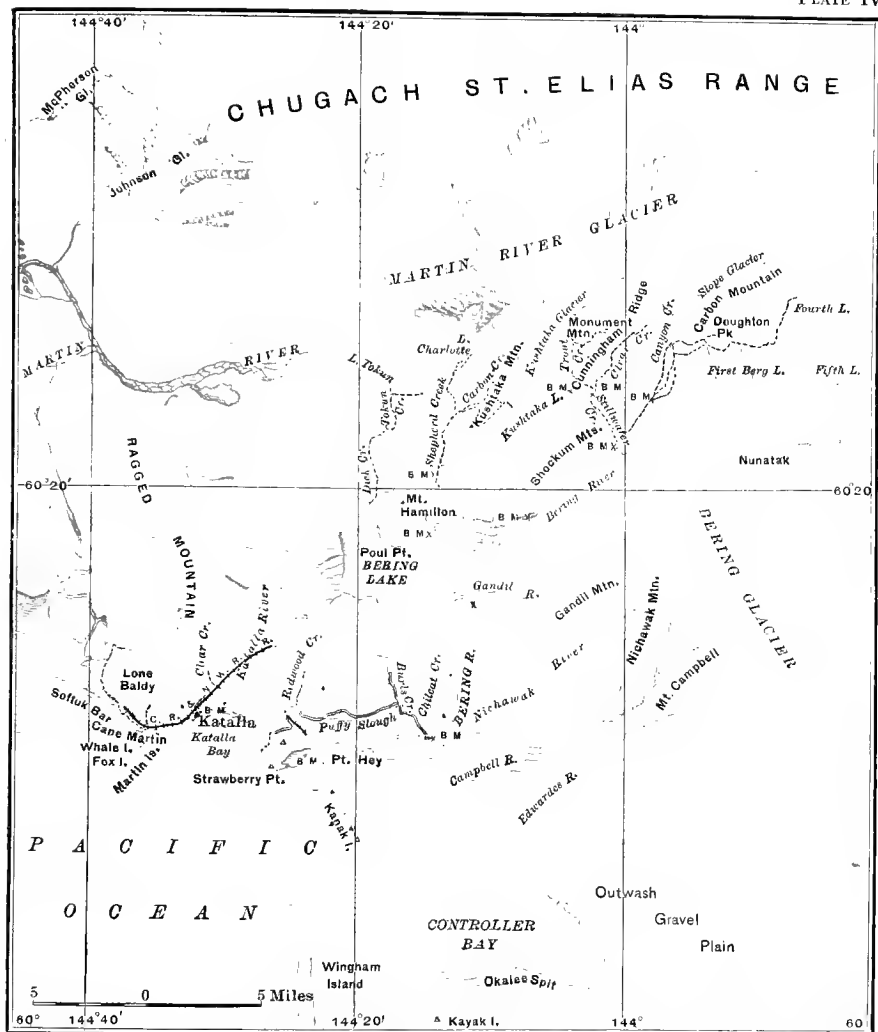 PLATE IV
144°40'
144°20'
144°
McPherson Gl.
CHUGACH ST. ELIAS RANGE
Johnson Gl.
MARTIN RIVER GLACIER
Slope Glacier
Carbon Mountain
Kushtaka Glacier
Monument Mtn.
Cunningham Ridge
Canyon Cr.
Doughton Pk
Fourth L.
L. Charlotte
Trout Cr.
Clear Cr.
MARTIN RIVER
L. Tokun
Tokun Cr.
Carbon Cr.
Kushtaka Mtn.
Kushtaka L.
First Berg L.
Fifth L.
B M
B M
B M
Shepherd Creek
Stillwater Cr.
Shockum Mts.
B M X
Nunatak
RAGGED MOUNTAIN
Dick Cr.
B M
60°20'
60°20'
Mt. Hamilton
B M
Bering River
B M X
BERING GLACIER
Poul Pt.
BERING LAKE
Gandil R.
Gandil Mtn.
Nichawak Mtn.
Clear Cr.
Katalla River
Redwood Cr.
Burls Cr.
Chilcat Cr.
BERING R.
Nichawak River
Mt. Campbell
Lone Baldy
Softuk Bar
C. R. & N. W. R. R.
B M
Katalla
Puffy Slough
Cane Martin
Katalla Bay
B M
Whale I.
Fox I.
Martin Is.
B M
Pt. Hey
Campbell R.
Strawberry Pt.
Edwardes R.
Kanak I.
PACIFIC
OCEAN
Outwash
Gravel
Plain
CONTROLLER
BAY
Wingham
Island
Okalee Spit
5 0 5 Miles
60°
144°40'
144°20'
Kayak I.
144°
60